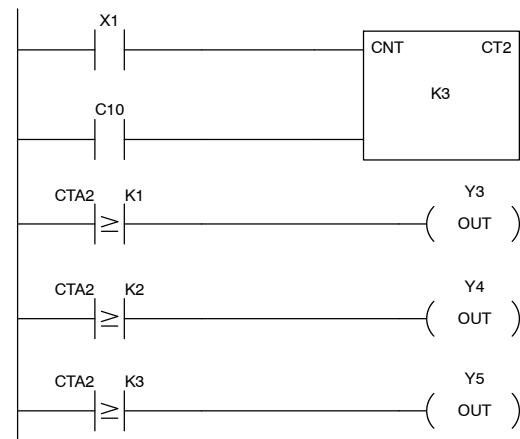 X1
CNT CT2
K3
C10
CTA2 K1 Y3
≥ OUT
CTA2 K2 Y4
≥ OUT
CTA2 K3 Y5
≥ OUT